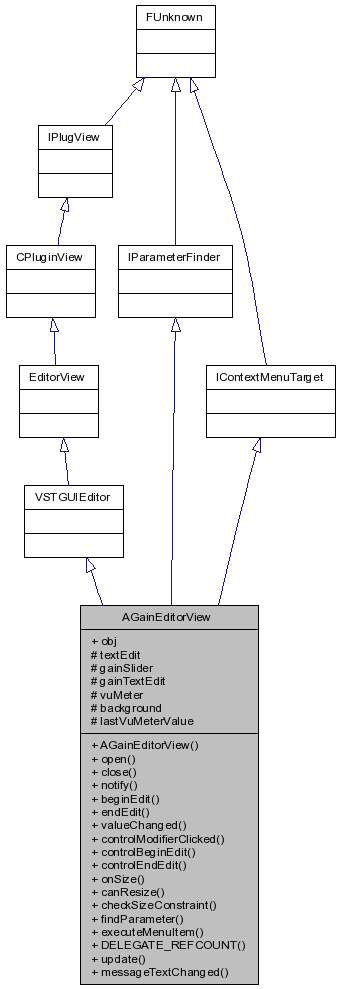 FUnknown
IPlugView
CPluginView
IParameterFinder
EditorView
IContextMenuTarget
VSTGUIEditor
AGainEditorView
+ obj
# textEdit
# gainSlider
# gainTextEdit
# vuMeter
# background
# lastVuMeterValue
+ AGainEditorView()
+ open()
+ close()
+ notify()
+ beginEdit()
+ endEdit()
+ valueChanged()
+ controlModifierClicked()
+ controlBeginEdit()
+ controlEndEdit()
+ onSize()
+ canResize()
+ checkSizeConstraint()
+ findParameter()
+ executeMenuItem()
+ DELEGATE_REFCOUNT()
+ update()
+ messageTextChanged()